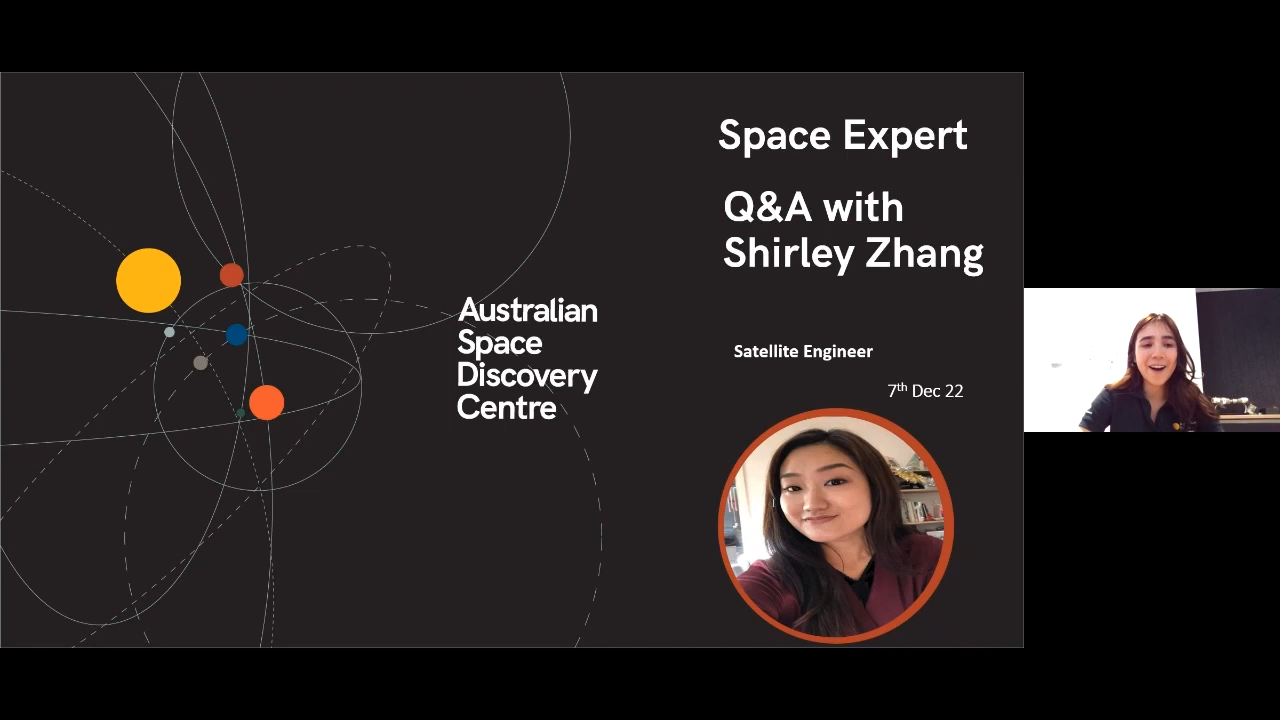 Space Expert
Q&A with
Shirley Zhang
Australian
Space
Discovery
Centre
Satellite Engineer
7th Dec 22